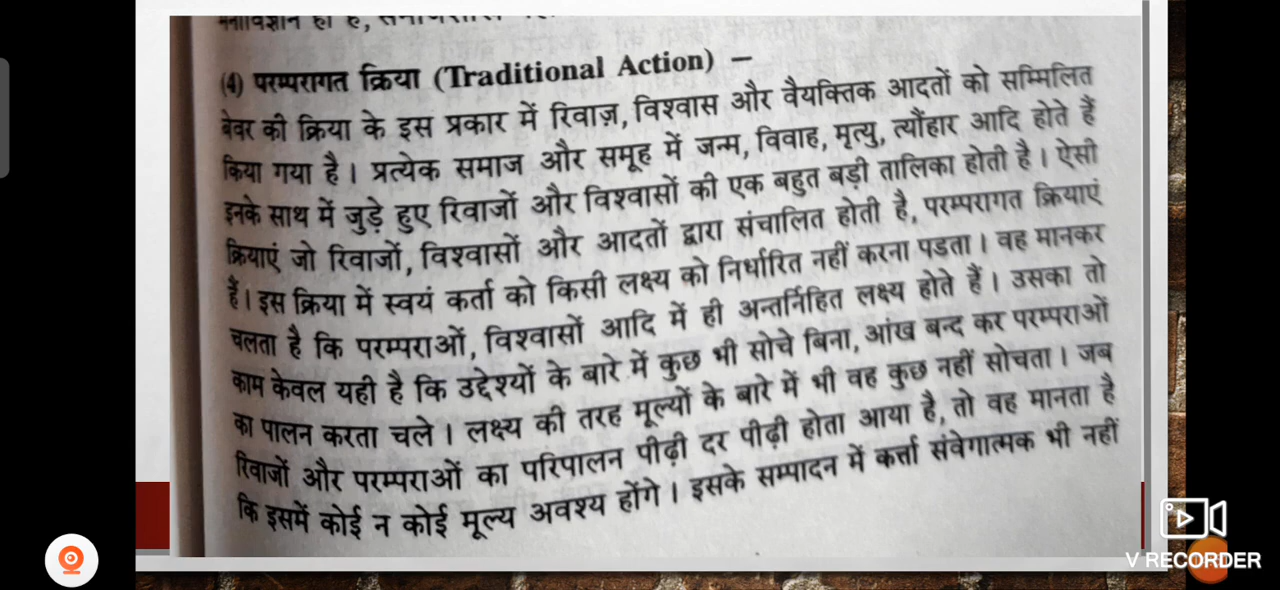 (4) परम्परागत क्रिया (Traditional Action) –
बेवर की क्रिया के इस प्रकार में रिवाज़, विश्वास और वैयक्तिक आदतों को सम्मिलित
किया गया है। प्रत्येक समाज और समूह में जन्म, विवाह, मृत्यु, त्यौंहार आदि होते हैं
इनके साथ में जुड़े हुए रिवाजों और विश्वासों की एक बहुत बड़ी तालिका होती है। ऐसी
क्रियाएं जो रिवाजों, विश्वासों और आदतों द्वारा संचालित होती है, परम्परागत क्रियाएं
हैं। इस क्रिया में स्वयं कर्ता को किसी लक्ष्य को निर्धारित नहीं करना पडता। वह मानकर
चलता है कि परम्पराओं, विश्वासों आदि में ही अन्तर्निहित लक्ष्य होते हैं। उसका तो
काम केवल यही है कि उद्देश्यों के बारे में कुछ भी सोचे बिना, आंख बन्द कर परम्पराओं
का पालन करता चले। लक्ष्य की तरह मूल्यों के बारे में भी वह कुछ नहीं सोचता। जब
रिवाजों और परम्पराओं का परिपालन पीढ़ी दर पीढ़ी होता आया है, तो वह मानता है
कि इसमें कोई न कोई मूल्य अवश्य होंगे। इसके सम्पादन में कर्त्ता संवेगात्मक भी नहीं
V RECORDER